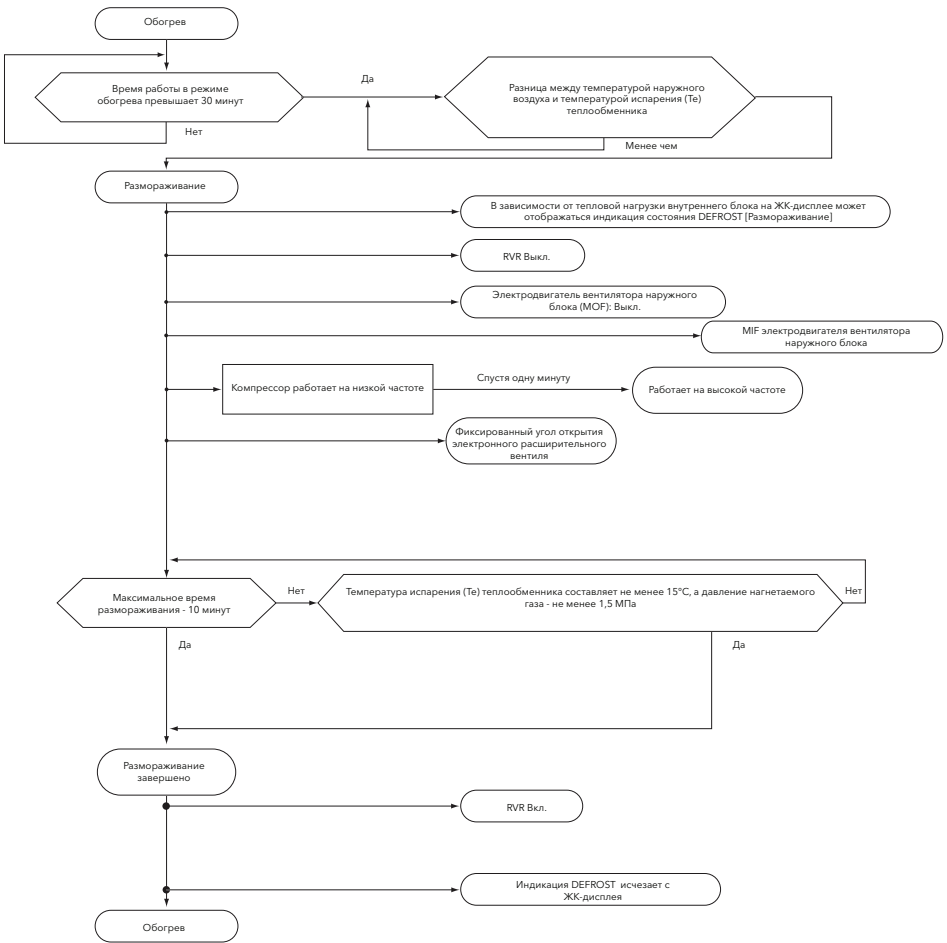 Обогрев
Время работы в режиме
обогрева превышает 30 минут
Да
Нет
Разница между температурой наружного
воздуха и температурой испарения (Te)
теплообменника
Менее чем
Размораживание
В зависимости от тепловой нагрузки внутреннего блока на ЖК-дисплее может
отображаться индикация состояния DEFROST [Размораживание]
RVR Выкл.
Электродвигатель вентилятора наружного
блока (MOF): Выкл.
MIF электродвигателя вентилятора
наружного блока
Компрессор работает на низкой частоте
Спустя одну минуту
Работает на высокой частоте
Фиксированный угол открытия
электронного расширительного
вентиля
Максимальное время
размораживания - 10 минут
Нет
Температура испарения (Te) теплообменника составляет не менее 15°C, а давление нагнетаемого
газа - не менее 1,5 МПа
Нет
Да
Да
Размораживание
завершено
RVR Вкл.
Индикация DEFROST исчезает с
ЖК-дисплея
Обогрев